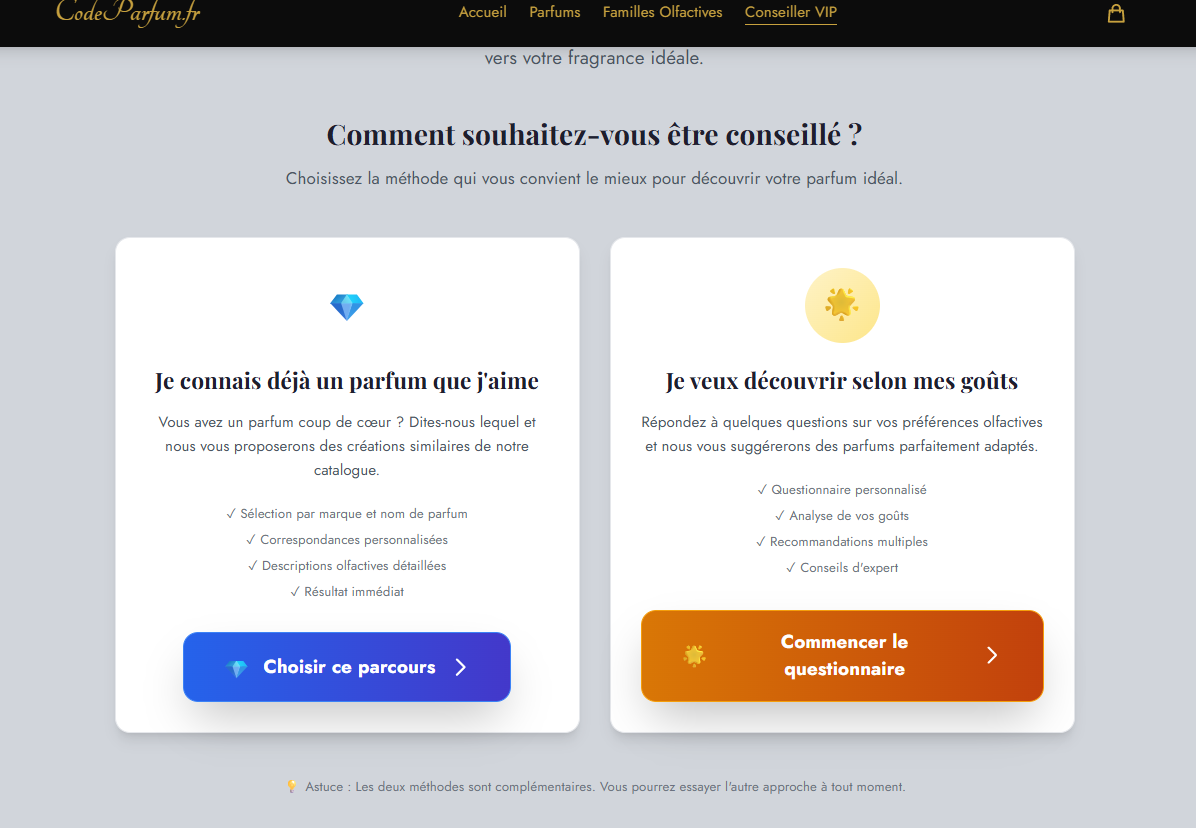 CodeParfum.fr
Accueil Parfums Familles Olfactives Conseiller VIP
vers votre fragrance idéale.
Comment souhaitez-vous être conseillé ?
Choisissez la méthode qui vous convient le mieux pour découvrir votre parfum idéal.
Je connais déjà un parfum que j'aime
Vous avez un parfum coup de cœur ? Dites-nous lequel et
nous vous proposerons des créations similaires de notre
catalogue.
✓ Sélection par marque et nom de parfum
✓ Correspondances personnalisées
✓ Descriptions olfactives détaillées
✓ Résultat immédiat
Choisir ce parcours
Je veux découvrir selon mes goûts
Répondez à quelques questions sur vos préférences olfactives
et nous vous suggérerons des parfums parfaitement adaptés.
✓ Questionnaire personnalisé
✓ Analyse de vos goûts
✓ Recommandations multiples
✓ Conseils d'expert
Commencer le
questionnaire
Astuce : Les deux méthodes sont complémentaires. Vous pourrez essayer l'autre approche à tout moment.